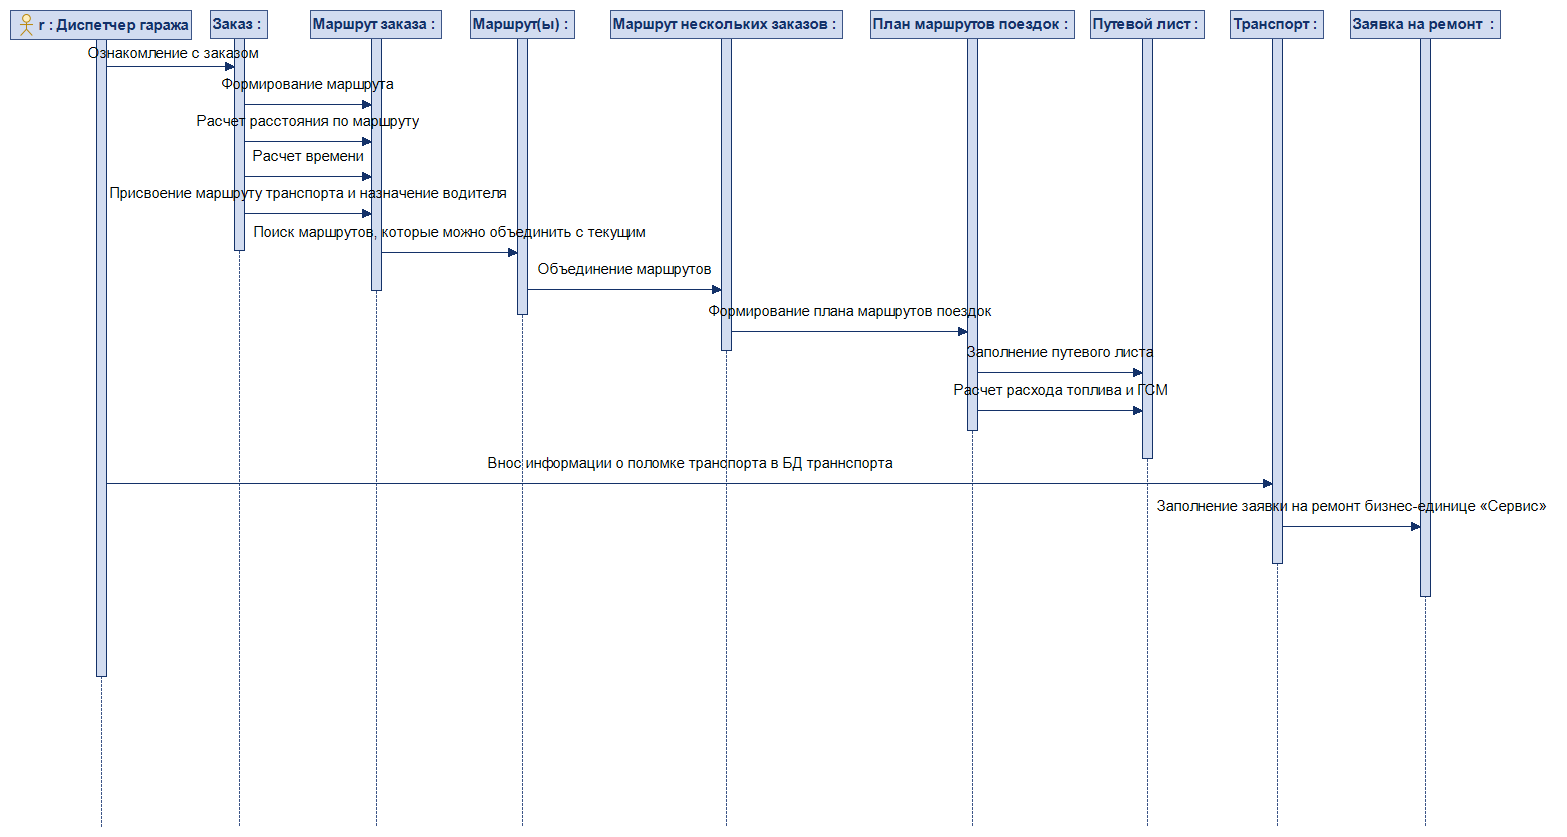 г : Диспетчер гаража
Заказ :
Маршрут заказа :
Маршрут(ы) :
Маршрут нескольких заказов :
План маршрутов поездок :
Путевой лист :
Транспорт :
Заявка на ремонт :
Ознакомление с заказом
Формирование маршрута
Расчет расстояния по маршруту
Расчет времени
Присвоение маршруту транспорта и назначение водителя
Поиск маршрутов, которые можно объединить с текущим
Объединение маршрутов
Формирование плана маршрутов поездок
Заполнение путевого листа
Расчет расхода топлива и ГСМ
Внос информации о поломке транспорта в БД траннспорта
Заполнение заявки на ремонт бизнес-единице «Сервис»